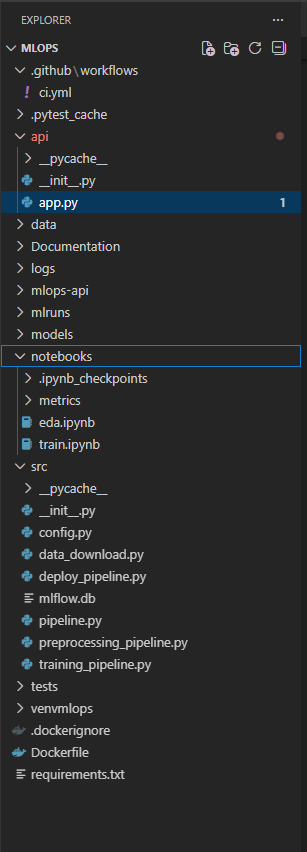 EXPLORER
MLOPS
.github\workflows
ci.yml
.pytest_cache
api
__pycache__
__init__.py
app.py 1
data
Documentation
logs
mlops-api
mlruns
models
notebooks
.ipynb_checkpoints
metrics
eda.ipynb
train.ipynb
src
__pycache__
__init__.py
config.py
data_download.py
deploy_pipeline.py
mlflow.db
pipeline.py
preprocessing_pipeline.py
training_pipeline.py
tests
venvmlops
.dockerignore
Dockerfile
requirements.txt